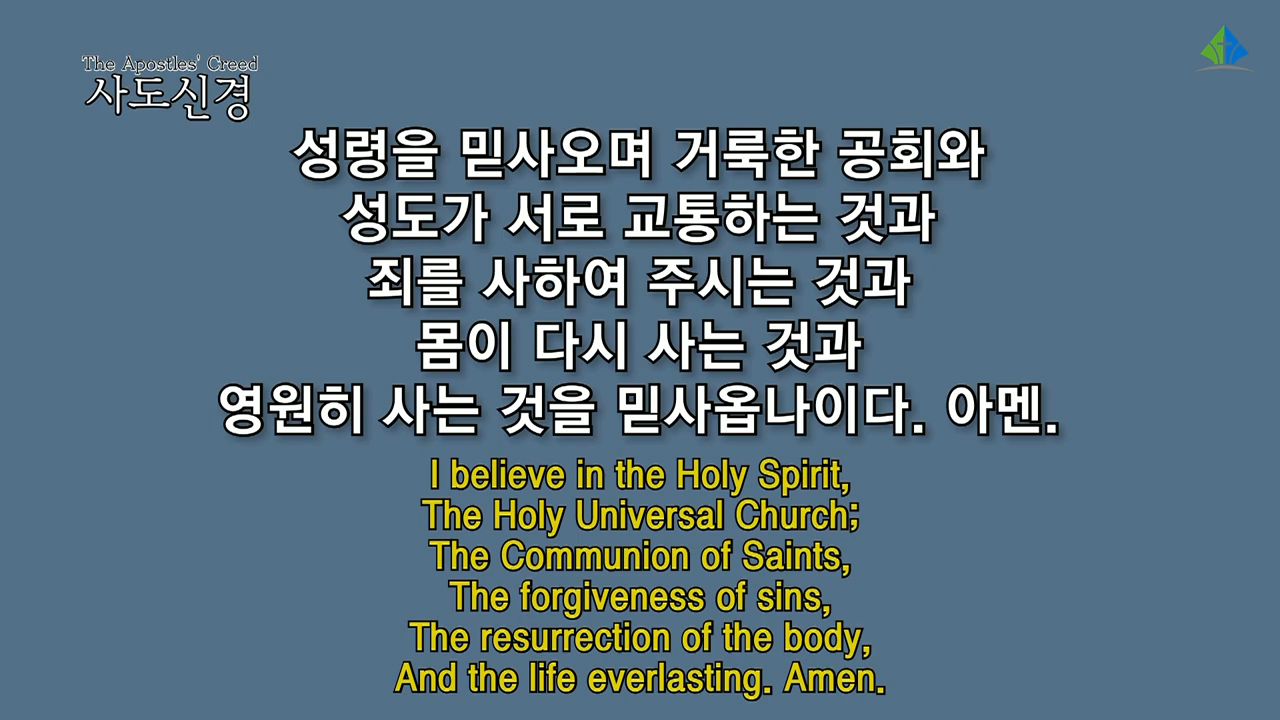 The Apostles' Creed
사도신경
성령을 믿사오며 거룩한 공회와
성도가 서로 교통하는 것과
죄를 사하여 주시는 것과
몸이 다시 사는 것과
영원히 사는 것을 믿사옵나이다. 아멘.
I believe in the Holy Spirit,
The Holy Universal Church;
The Communion of Saints,
The forgiveness of sins,
The resurrection of the body,
And the life everlasting. Amen.